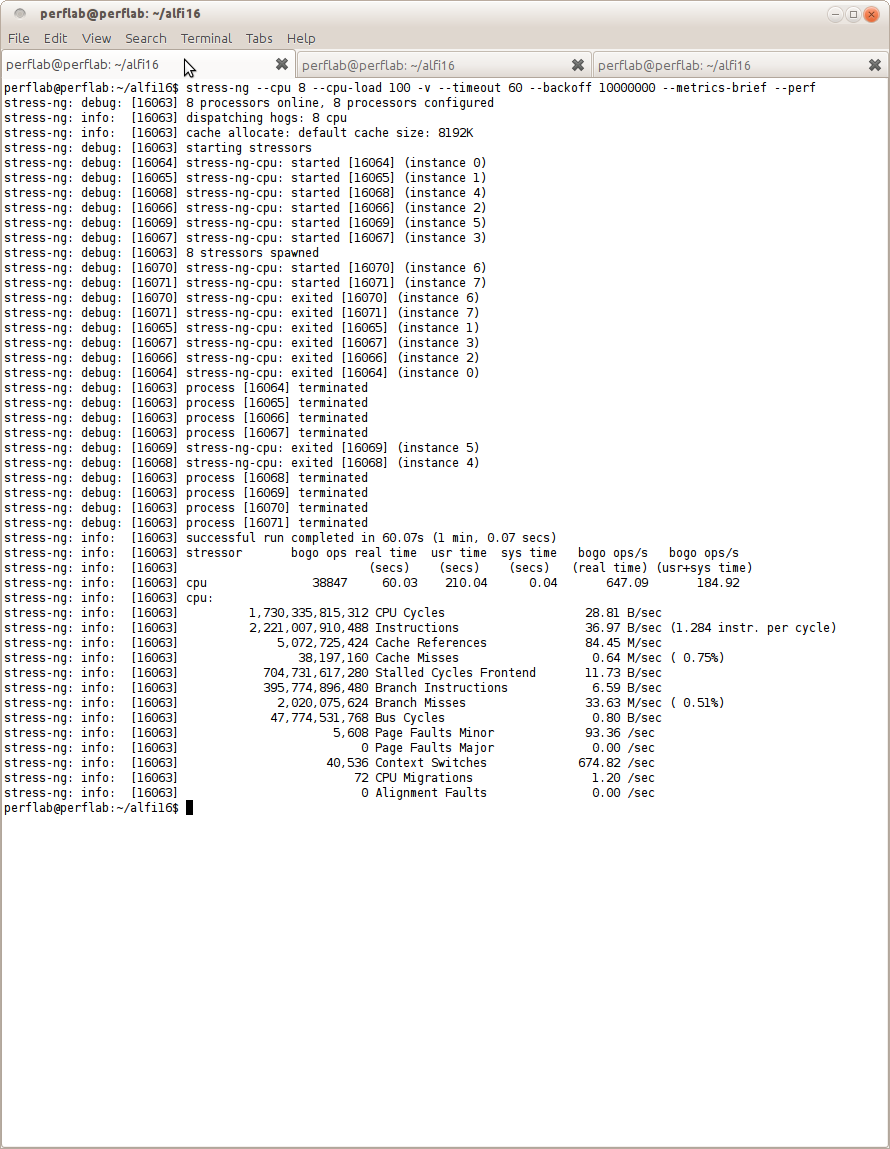 perflab@perflab: ~/alfi16
File Edit View Search Terminal Tabs Help
perflab@perflab: ~/alfi16 perflab@perflab: ~/alfi16 perflab@perflab: ~/alfi16
perflab@perflab:~/alfi16$ stress-ng --cpu 8 --cpu-load 100 -v --timeout 60 --backoff 10000000 --metrics-brief --perf
stress-ng: debug: [16063] 8 processors online, 8 processors configured
stress-ng: info:  [16063] dispatching hogs: 8 cpu
stress-ng: info:  [16063] cache allocate: default cache size: 8192K
stress-ng: debug: [16063] starting stressors
stress-ng: debug: [16064] stress-ng-cpu: started [16064] (instance 0)
stress-ng: debug: [16065] stress-ng-cpu: started [16065] (instance 1)
stress-ng: debug: [16068] stress-ng-cpu: started [16068] (instance 4)
stress-ng: debug: [16066] stress-ng-cpu: started [16066] (instance 2)
stress-ng: debug: [16069] stress-ng-cpu: started [16069] (instance 5)
stress-ng: debug: [16067] stress-ng-cpu: started [16067] (instance 3)
stress-ng: debug: [16063] 8 stressors spawned
stress-ng: debug: [16070] stress-ng-cpu: started [16070] (instance 6)
stress-ng: debug: [16071] stress-ng-cpu: started [16071] (instance 7)
stress-ng: debug: [16070] stress-ng-cpu: exited [16070] (instance 6)
stress-ng: debug: [16071] stress-ng-cpu: exited [16071] (instance 7)
stress-ng: debug: [16065] stress-ng-cpu: exited [16065] (instance 1)
stress-ng: debug: [16067] stress-ng-cpu: exited [16067] (instance 3)
stress-ng: debug: [16066] stress-ng-cpu: exited [16066] (instance 2)
stress-ng: debug: [16064] stress-ng-cpu: exited [16064] (instance 0)
stress-ng: debug: [16063] process [16064] terminated
stress-ng: debug: [16063] process [16065] terminated
stress-ng: debug: [16063] process [16066] terminated
stress-ng: debug: [16063] process [16067] terminated
stress-ng: debug: [16069] stress-ng-cpu: exited [16069] (instance 5)
stress-ng: debug: [16068] stress-ng-cpu: exited [16068] (instance 4)
stress-ng: debug: [16063] process [16068] terminated
stress-ng: debug: [16063] process [16069] terminated
stress-ng: debug: [16063] process [16070] terminated
stress-ng: debug: [16063] process [16071] terminated
stress-ng: info:  [16063] successful run completed in 60.07s (1 min, 0.07 secs)
stress-ng: info:  [16063] stressor       bogo ops real time  usr time  sys time   bogo ops/s   bogo ops/s
stress-ng: info:  [16063]                           (secs)    (secs)    (secs)   (real time) (usr+sys time)
stress-ng: info:  [16063] cpu               38847     60.03    210.04      0.04       647.09       184.92
stress-ng: info:  [16063] cpu:
stress-ng: info:  [16063]          1,730,335,815,312 CPU Cycles                    28.81 B/sec
stress-ng: info:  [16063]          2,221,007,910,488 Instructions                  36.97 B/sec (1.284 instr. per cycle)
stress-ng: info:  [16063]              5,072,725,424 Cache References              84.45 M/sec
stress-ng: info:  [16063]                 38,197,160 Cache Misses                   0.64 M/sec ( 0.75%)
stress-ng: info:  [16063]            704,731,617,280 Stalled Cycles Frontend       11.73 B/sec
stress-ng: info:  [16063]            395,774,896,480 Branch Instructions            6.59 B/sec
stress-ng: info:  [16063]              2,020,075,624 Branch Misses                 33.63 M/sec ( 0.51%)
stress-ng: info:  [16063]             47,774,531,768 Bus Cycles                     0.80 B/sec
stress-ng: info:  [16063]                      5,608 Page Faults Minor             93.36 /sec
stress-ng: info:  [16063]                          0 Page Faults Major              0.00 /sec
stress-ng: info:  [16063]                     40,536 Context Switches             674.82 /sec
stress-ng: info:  [16063]                         72 CPU Migrations                 1.20 /sec
stress-ng: info:  [16063]                          0 Alignment Faults               0.00 /sec
perflab@perflab:~/alfi16$